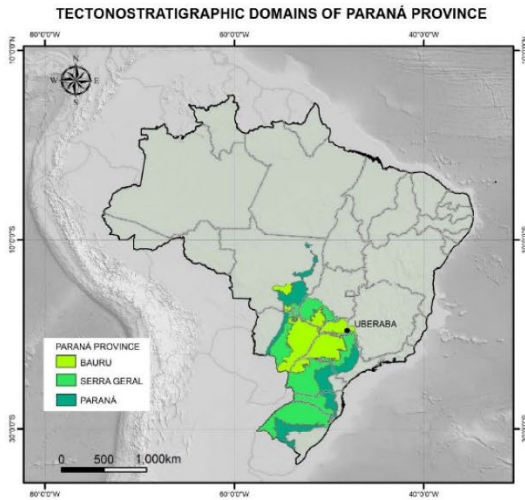 TECTONOSTRATIGRAPHIC DOMAINS OF PARANÁ PROVINCE
80°0'0"W 60°0'0"W 40°0'0"W
N
W E
S
UBERABA
PARANÁ PROVINCE
BAURU
SERRA GERAL
PARANÁ
0 500 1,000km
80°0'0"W 60°0'0"W 40°0'0"W